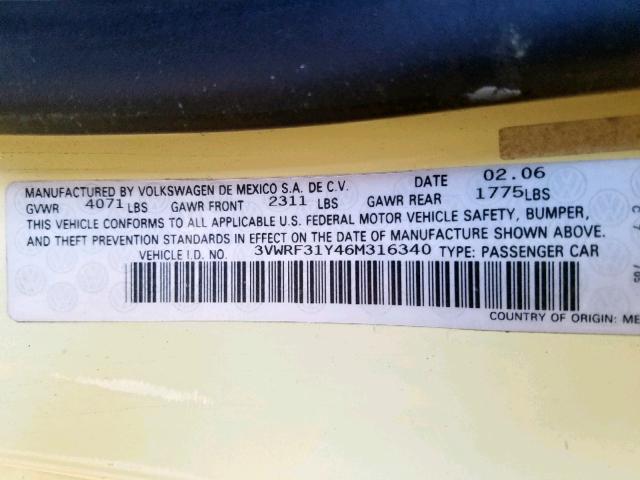 MANUFACTURED BY VOLKSWAGEN DE MEXICO S.A. DE C.V. DATE 02.06
GVWR 4071 LBS GAWR FRONT 2311 LBS GAWR REAR 1775LBS
THIS VEHICLE CONFORMS TO ALL APPLICABLE U.S. FEDERAL MOTOR VEHICLE SAFETY, BUMPER,
AND THEFT PREVENTION STANDARDS IN EFFECT ON THE DATE OF MANUFACTURE SHOWN ABOVE.
VEHICLE I.D. NO. 3VWRF31Y46M316340 TYPE: PASSENGER CAR
COUNTRY OF ORIGIN: ME